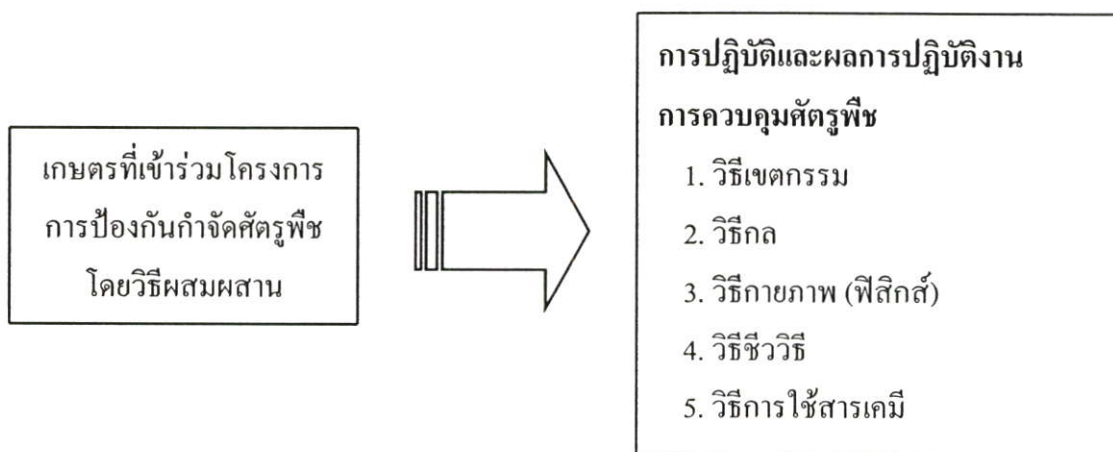 เกษตรที่เข้าร่วมโครงการ
การป้องกันกำจัดศัตรูพืช
โดยวิธีผสมผสาน
การปฏิบัติและผลการปฏิบัติงาน
การควบคุมศัตรูพืช
1. วิธีเขตกรรม
2. วิธีกล
3. วิธีกายภาพ (ฟิสิกส์)
4. วิธีชีววิธี
5. วิธีการใช้สารเคมี